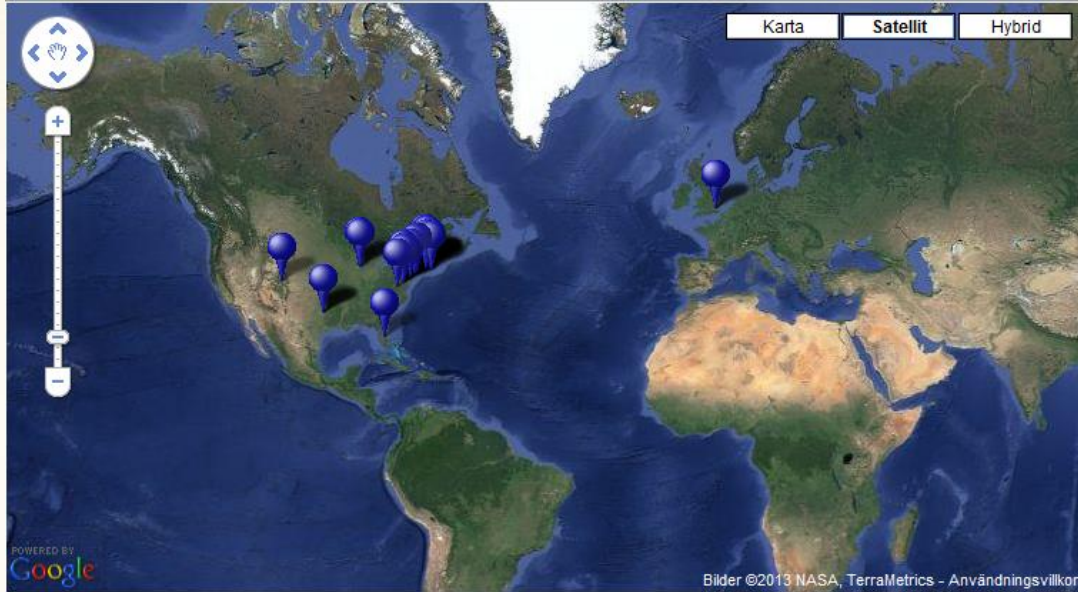 Karta
Satellit
Hybrid
+
−
−
POWERED BY
Google
Bilder ©2013 NASA, TerraMetrics - Användningsvillkor